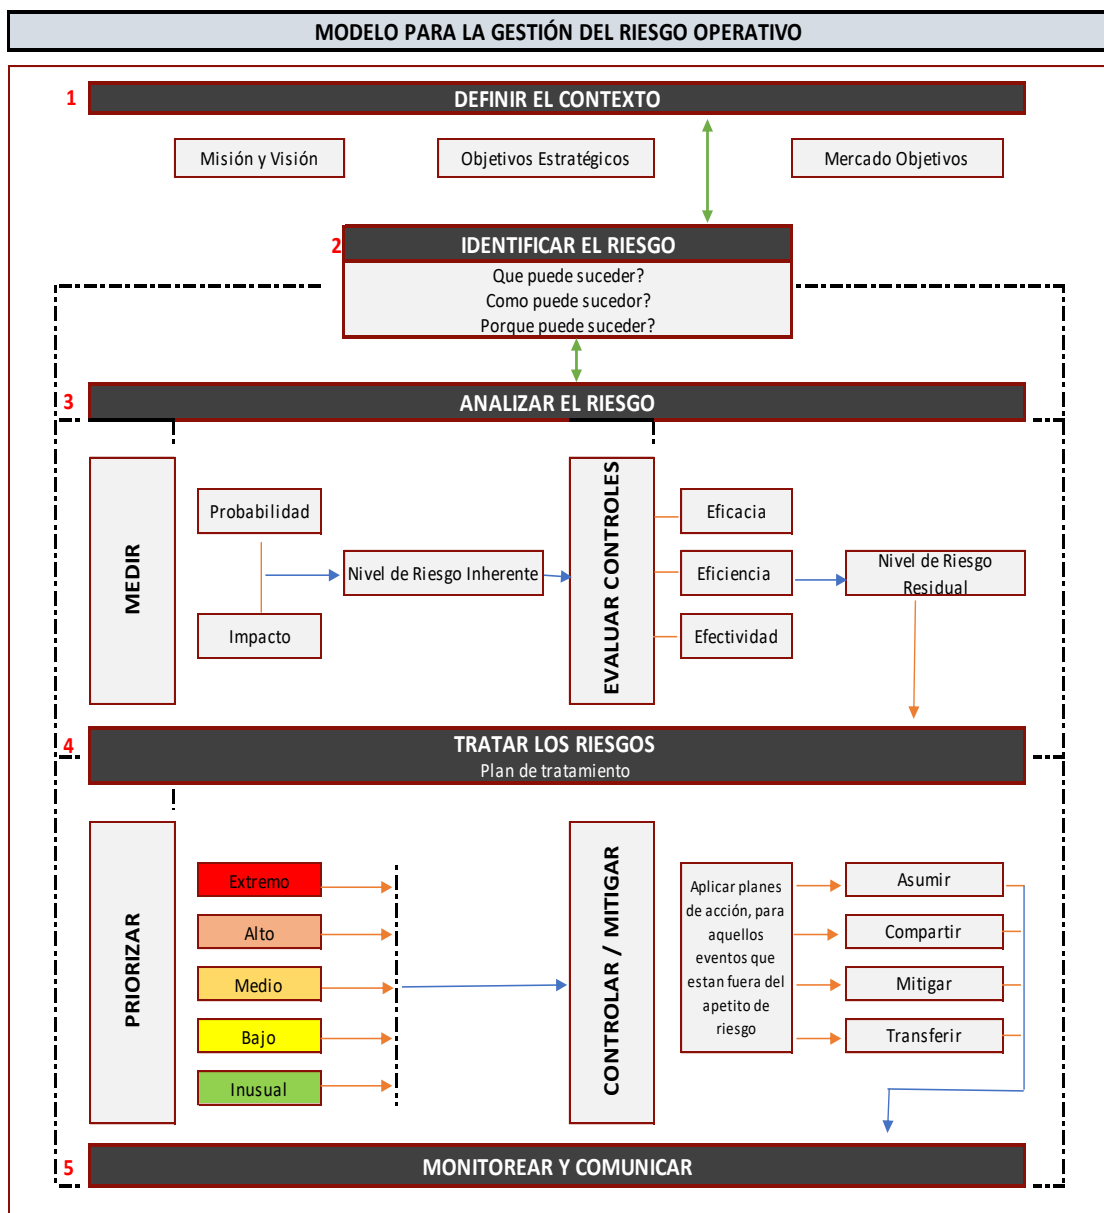 MODELO PARA LA GESTIÓN DEL RIESGO OPERATIVO
1
DEFINIR EL CONTEXTO
Misión y Visión
Objetivos Estratégicos
Mercado Objetivos
2
IDENTIFICAR EL RIESGO
Que puede suceder?
Como puede sucedor?
Porque puede suceder?
3
ANALIZAR EL RIESGO
MEDIR
Probabilidad
Impacto
Nivel de Riesgo Inherente
EVALUAR CONTROLES
Eficacia
Eficiencia
Efectividad
Nivel de Riesgo
Residual
4
TRATAR LOS RIESGOS
Plan de tratamiento
PRIORIZAR
Extremo
Alto
Medio
Bajo
Inusual
CONTROLAR / MITIGAR
Aplicar planes
de acción, para
aquellos
eventos que
estan fuera del
apetito de
riesgo
Asumir
Compartir
Mitigar
Transferir
5
MONITOREAR Y COMUNICAR